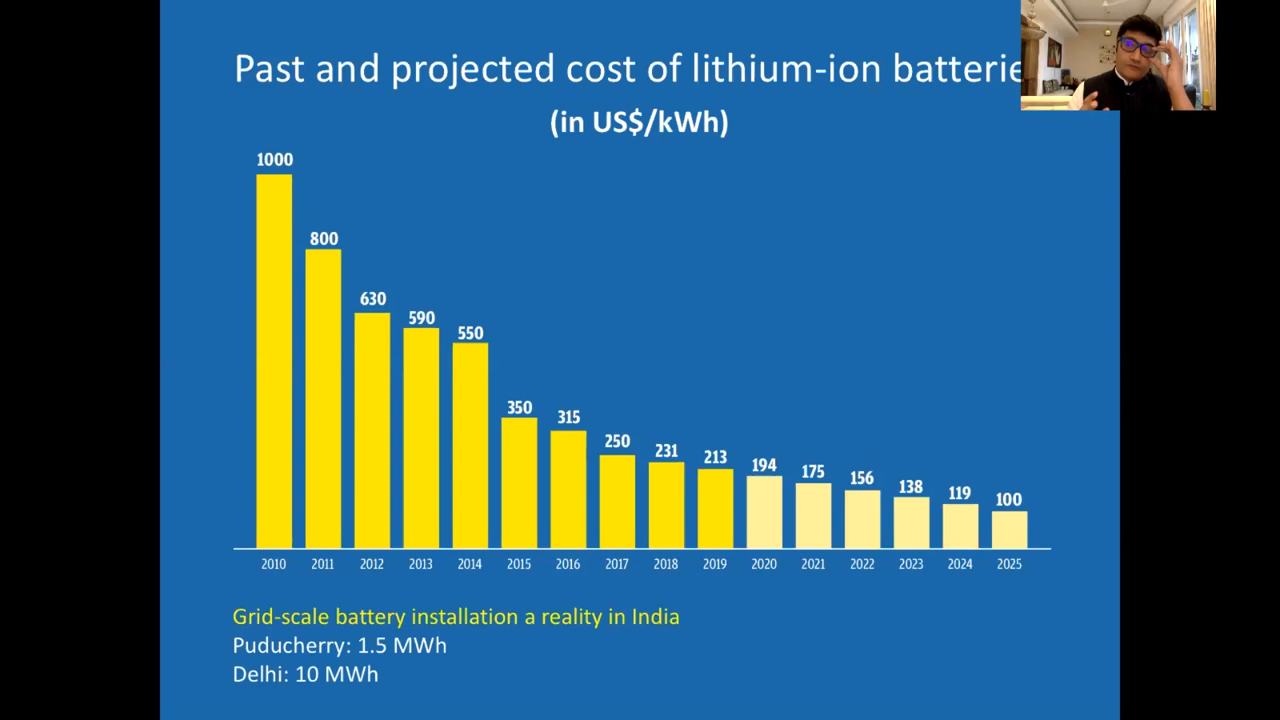 Past and projected cost of lithium-ion batterie
(in US$/kWh)
1000
800
630
590
550
350
315
250
231
213
194
175
156
138
119
100
2010 2011 2012 2013 2014 2015 2016 2017 2018 2019 2020 2021 2022 2023 2024 2025
Grid-scale battery installation a reality in India
Puducherry: 1.5 MWh
Delhi: 10 MWh